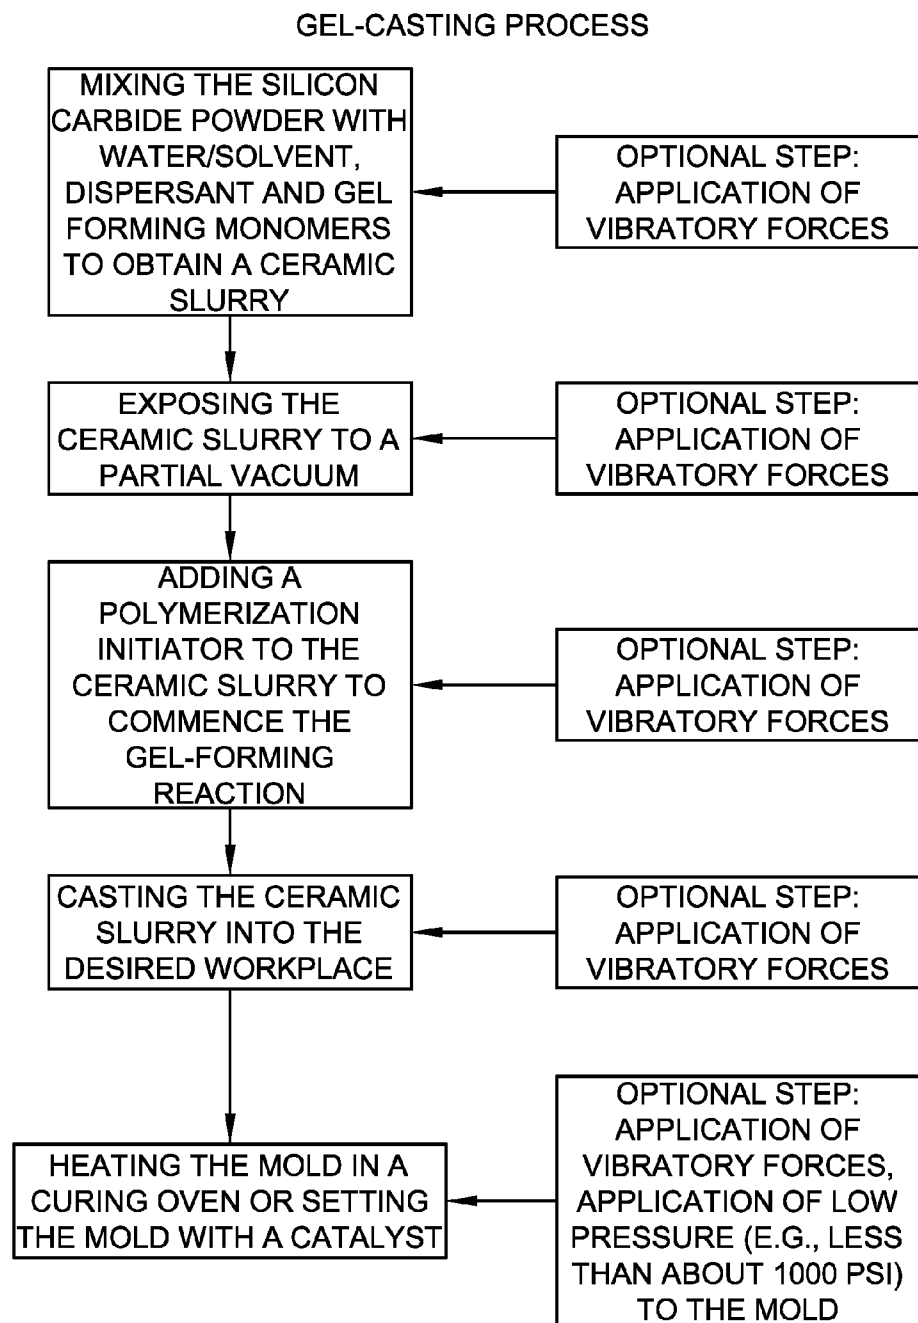 GEL-CASTING PROCESS
MIXING THE SILICON
CARBIDE POWDER WITH
WATER/SOLVENT,
DISPERSANT AND GEL
FORMING MONOMERS
TO OBTAIN A CERAMIC
SLURRY
OPTIONAL STEP:
APPLICATION OF
VIBRATORY FORCES
EXPOSING THE
CERAMIC SLURRY TO A
PARTIAL VACUUM
OPTIONAL STEP:
APPLICATION OF
VIBRATORY FORCES
ADDING A
POLYMERIZATION
INITIATOR TO THE
CERAMIC SLURRY TO
COMMENCE THE
GEL-FORMING
REACTION
OPTIONAL STEP:
APPLICATION OF
VIBRATORY FORCES
CASTING THE CERAMIC
SLURRY INTO THE
DESIRED WORKPLACE
OPTIONAL STEP:
APPLICATION OF
VIBRATORY FORCES
HEATING THE MOLD IN A
CURING OVEN OR SETTING
THE MOLD WITH A CATALYST
OPTIONAL STEP:
APPLICATION OF
VIBRATORY FORCES,
APPLICATION OF LOW
PRESSURE (E.G., LESS
THAN ABOUT 1000 PSI)
TO THE MOLD